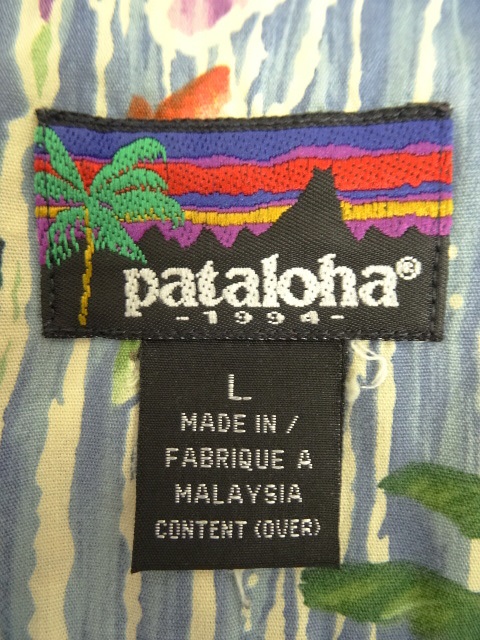 pataloha®
-1994-
L
MADE IN /
FABRIQUE A
MALAYSIA
CONTENT (OVER)